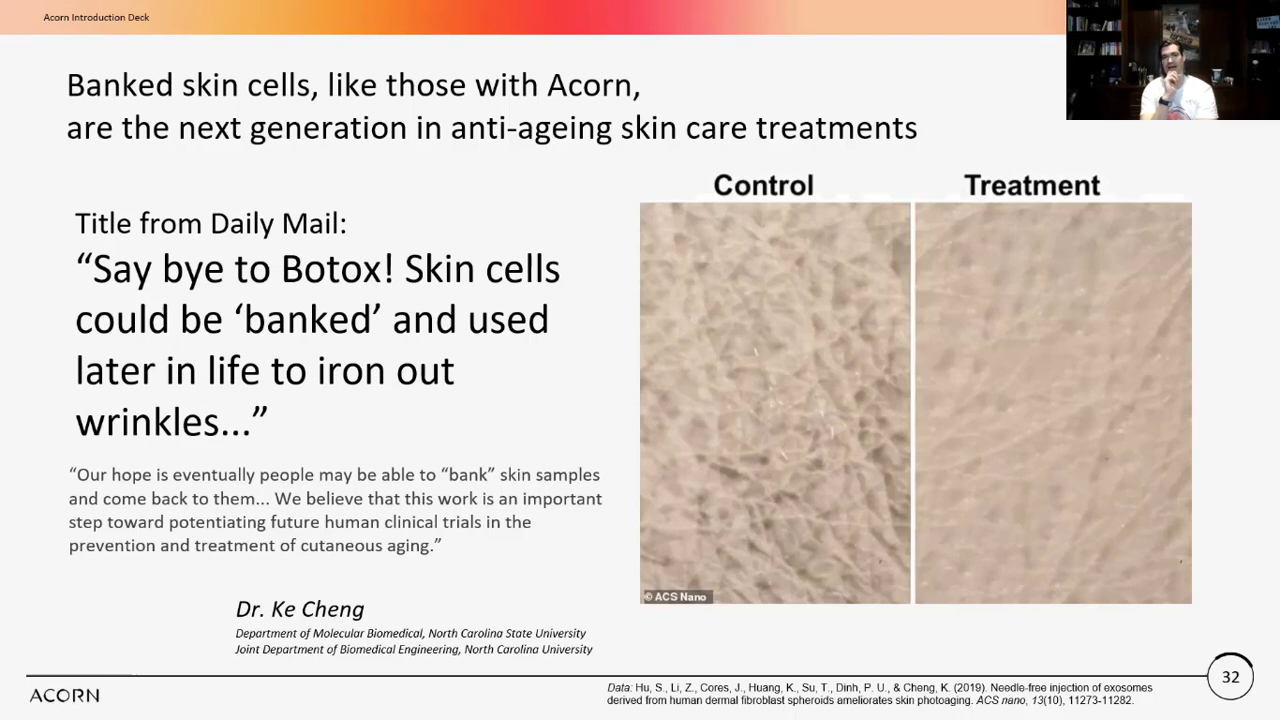 Acorn Introduction Deck
Banked skin cells, like those with Acorn,
are the next generation in anti-ageing skin care treatments
Title from Daily Mail:
“Say bye to Botox! Skin cells
could be ‘banked’ and used
later in life to iron out
wrinkles...”
“Our hope is eventually people may be able to “bank” skin samples
and come back to them... We believe that this work is an important
step toward potentiating future human clinical trials in the
prevention and treatment of cutaneous aging.”
Dr. Ke Cheng
Department of Molecular Biomedical, North Carolina State University
Joint Department of Biomedical Engineering, North Carolina University
Control
Treatment
© ACS Nano
ACORN
Data: Hu, S., Li, Z., Cores, J., Huang, K., Su, T., Dinh, P. U., & Cheng, K. (2019). Needle-free injection of exosomes
derived from human dermal fibroblast spheroids ameliorates skin photoaging. ACS nano, 13(10), 11273-11282.
32